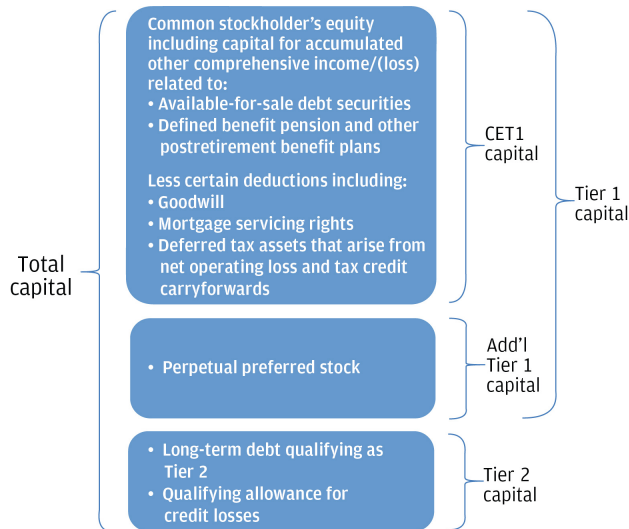 Common stockholder's equity
including capital for accumulated
other comprehensive income/(loss)
related to:
• Available-for-sale debt securities
• Defined benefit pension and other
postretirement benefit plans
Less certain deductions including:
• Goodwill
• Mortgage servicing rights
• Deferred tax assets that arise from
net operating loss and tax credit
carryforwards
CET1
capital
Tier 1
capital
Total
capital
• Perpetual preferred stock
Add'l
Tier 1
capital
• Long-term debt qualifying as
Tier 2
• Qualifying allowance for
credit losses
Tier 2
capital